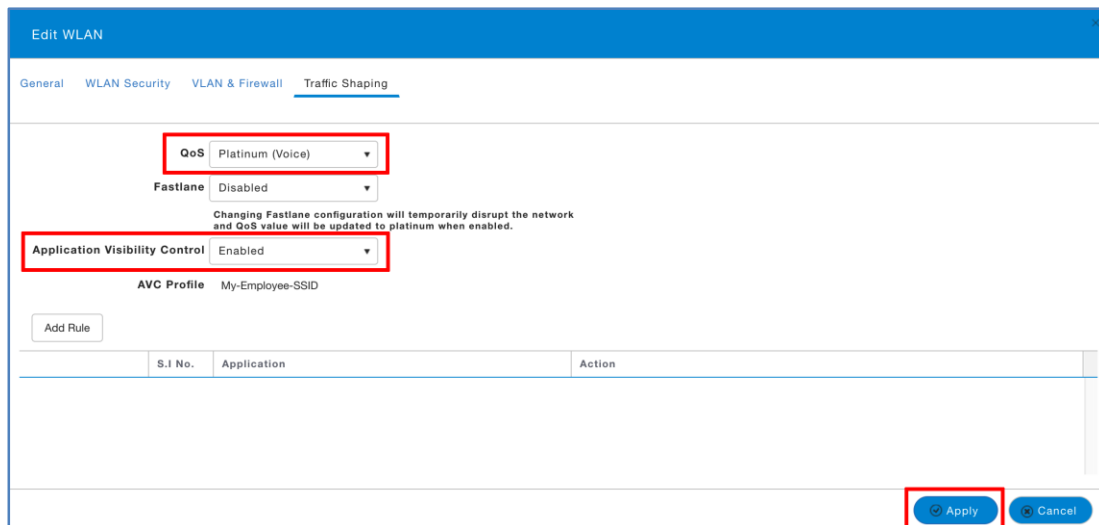 Edit WLAN
General WLAN Security VLAN & Firewall Traffic Shaping
QoS Platinum (Voice)
Fastlane Disabled
Changing Fastlane configuration will temporarily disrupt the network
and QoS value will be updated to platinum when enabled.
Application Visibility Control Enabled
AVC Profile My-Employee-SSID
Add Rule
S.I No. Application Action
Apply Cancel